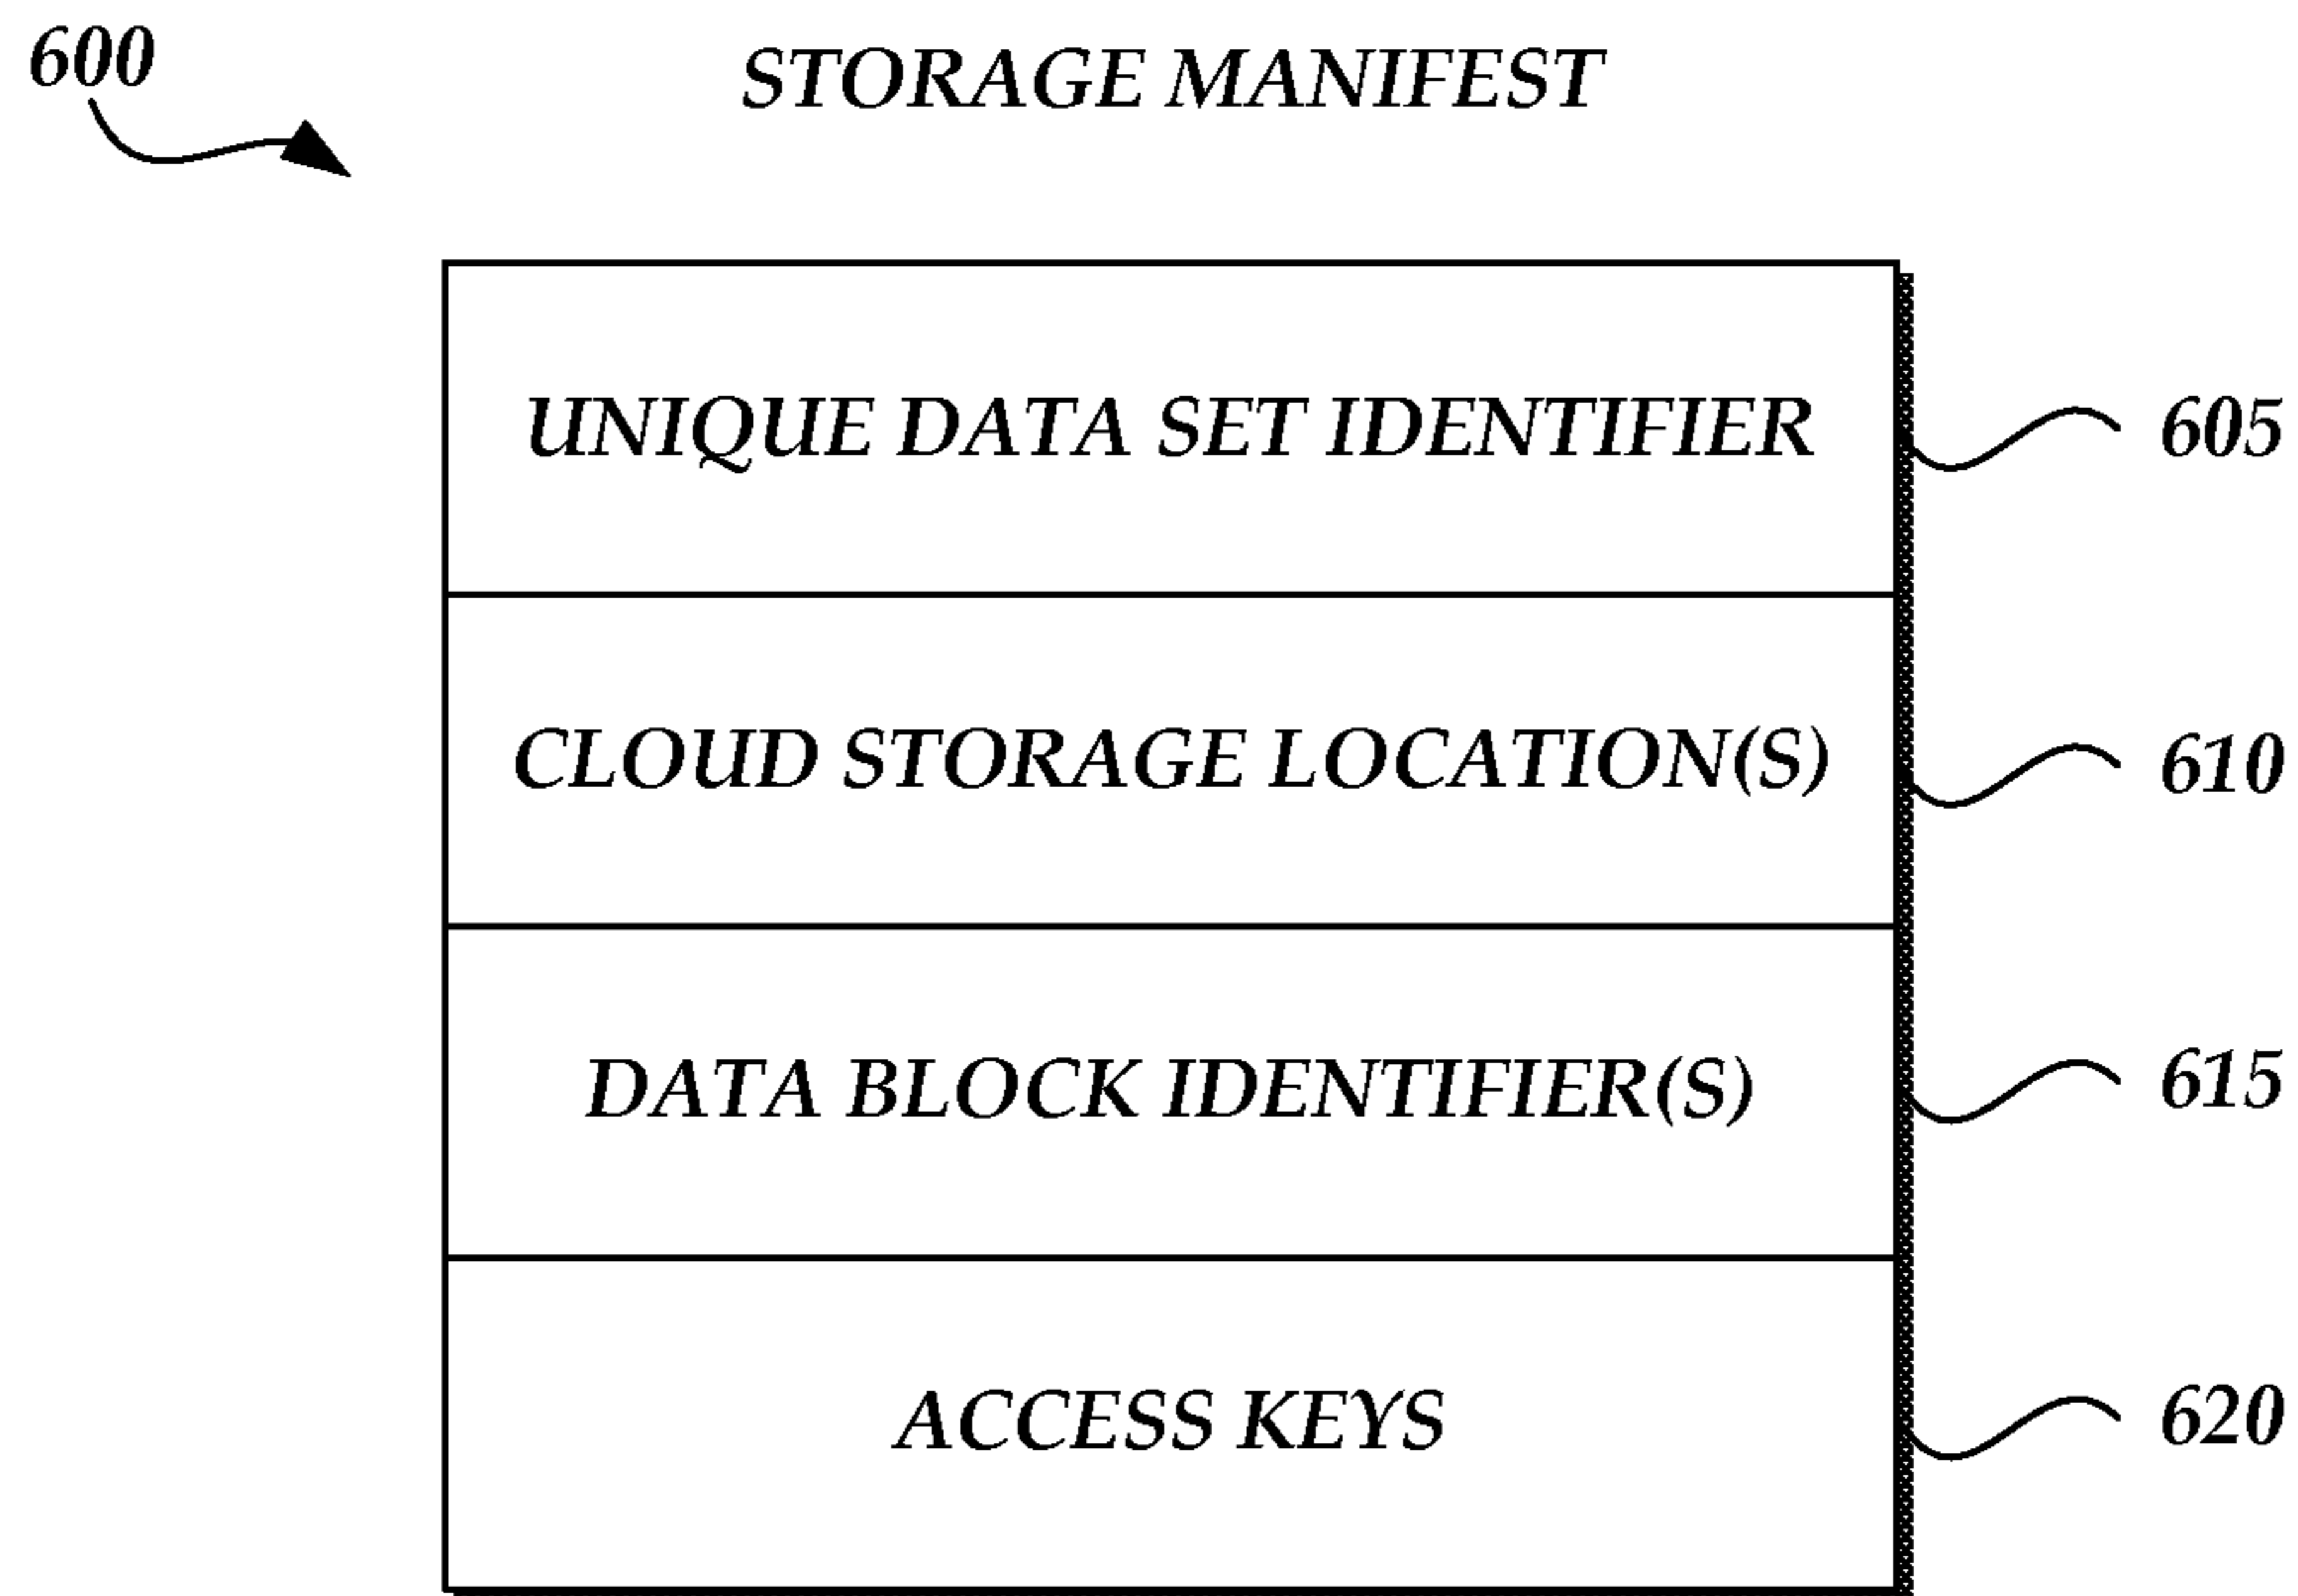 600
STORAGE MANIFEST
UNIQUE DATA SET IDENTIFIER
605
CLOUD STORAGE LOCATION(S)
610
DATA BLOCK IDENTIFIER(S)
615
ACCESS KEYS
620